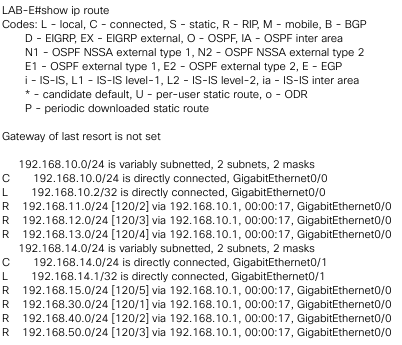 LAB-E#show ip route
Codes: L - local, C - connected, S - static, R - RIP, M - mobile, B - BGP
D - EIGRP, EX - EIGRP external, O - OSPF, IA - OSPF inter area
N1 - OSPF NSSA external type 1, N2 - OSPF NSSA external type 2
E1 - OSPF external type 1, E2 - OSPF external type 2, E - EGP
i - IS-IS, L1 - IS-IS level-1, L2 - IS-IS level-2, ia - IS-IS inter area
* - candidate default, U - per-user static route, o - ODR
P - periodic downloaded static route
Gateway of last resort is not set
192.168.10.0/24 is variably subnetted, 2 subnets, 2 masks
C 192.168.10.0/24 is directly connected, GigabitEthernet0/0
L 192.168.10.2/32 is directly connected, GigabitEthernet0/0
R 192.168.11.0/24 [120/2] via 192.168.10.1, 00:00:17, GigabitEthernet0/0
R 192.168.12.0/24 [120/3] via 192.168.10.1, 00:00:17, GigabitEthernet0/0
R 192.168.13.0/24 [120/4] via 192.168.10.1, 00:00:17, GigabitEthernet0/0
192.168.14.0/24 is variably subnetted, 2 subnets, 2 masks
C 192.168.14.0/24 is directly connected, GigabitEthernet0/1
L 192.168.14.1/32 is directly connected, GigabitEthernet0/1
R 192.168.15.0/24 [120/5] via 192.168.10.1, 00:00:17, GigabitEthernet0/0
R 192.168.30.0/24 [120/1] via 192.168.10.1, 00:00:17, GigabitEthernet0/0
R 192.168.40.0/24 [120/2] via 192.168.10.1, 00:00:17, GigabitEthernet0/0
R 192.168.50.0/24 [120/3] via 192.168.10.1, 00:00:17, GigabitEthernet0/0